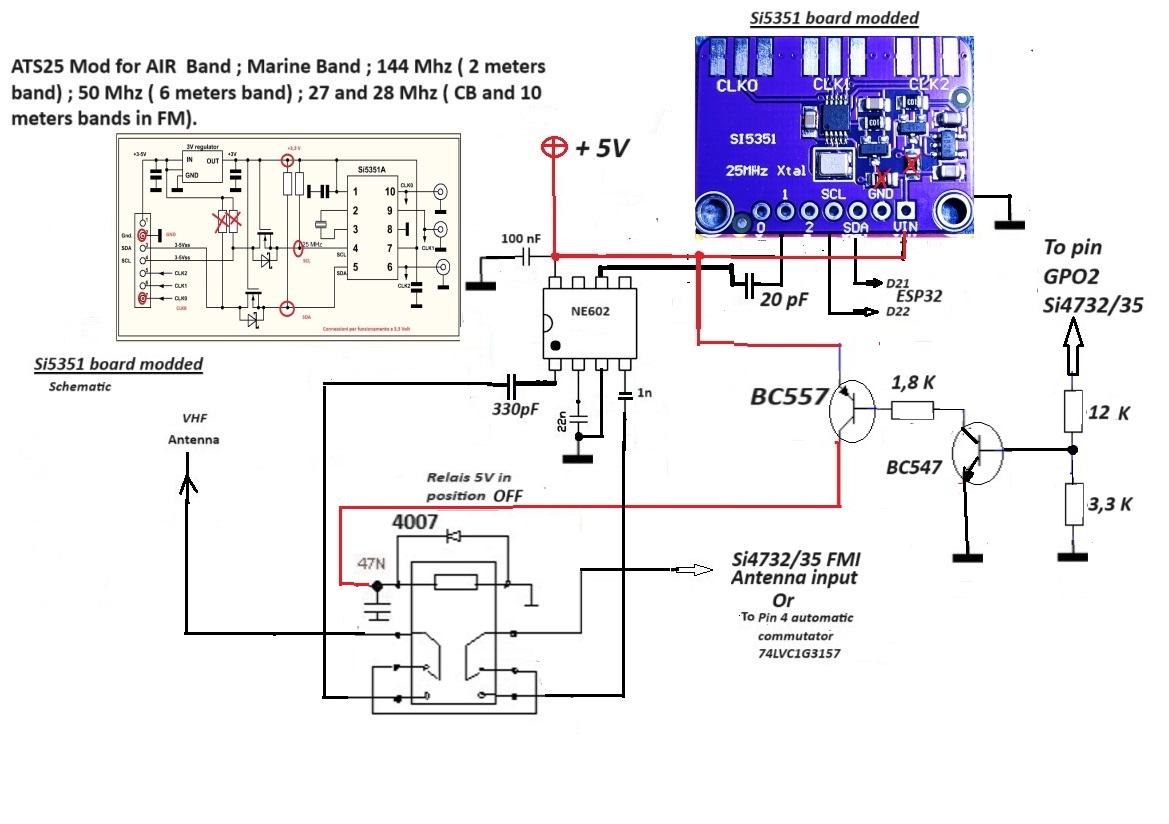 Si5351 board modded
ATS25 Mod for AIR Band ; Marine Band ; 144 Mhz ( 2 meters
band) ; 50 Mhz ( 6 meters band) ; 27 and 28 Mhz ( CB and 10
meters bands in FM).
+3-5V
3V regulator
IN
OUT
GND
+3V
+3,3 V
Si5351A
1
10
CLK0
2
9
3
8
25 MHz
4
7
CLK1
SCL
SCL
5
6
SDA
CLK2
Gnd.
GND
SDA
3-5Vss
SCL
3-5Vss
CLK2
CLK1
CLK0
SDA
Connessioni per funzionamento a 3,3 Volt
Si5351 board modded
Schematic
+ 5V
CLK0
CLK1
CLK2
SI5351
25MHz Xtal
SCL
GND
1
0
2
SDA
VIN
100 nF
NE602
20 pF
D21
ESP32
D22
To pin
GPO2
Si4732/35
330pF
22n
1n
BC557
1,8 K
12 K
BC547
3,3 K
VHF
Antenna
Relais 5V in
position OFF
4007
47N
Si4732/35 FMI
Antenna input
Or
To Pin 4 automatic
commutator
74LVC1G3157